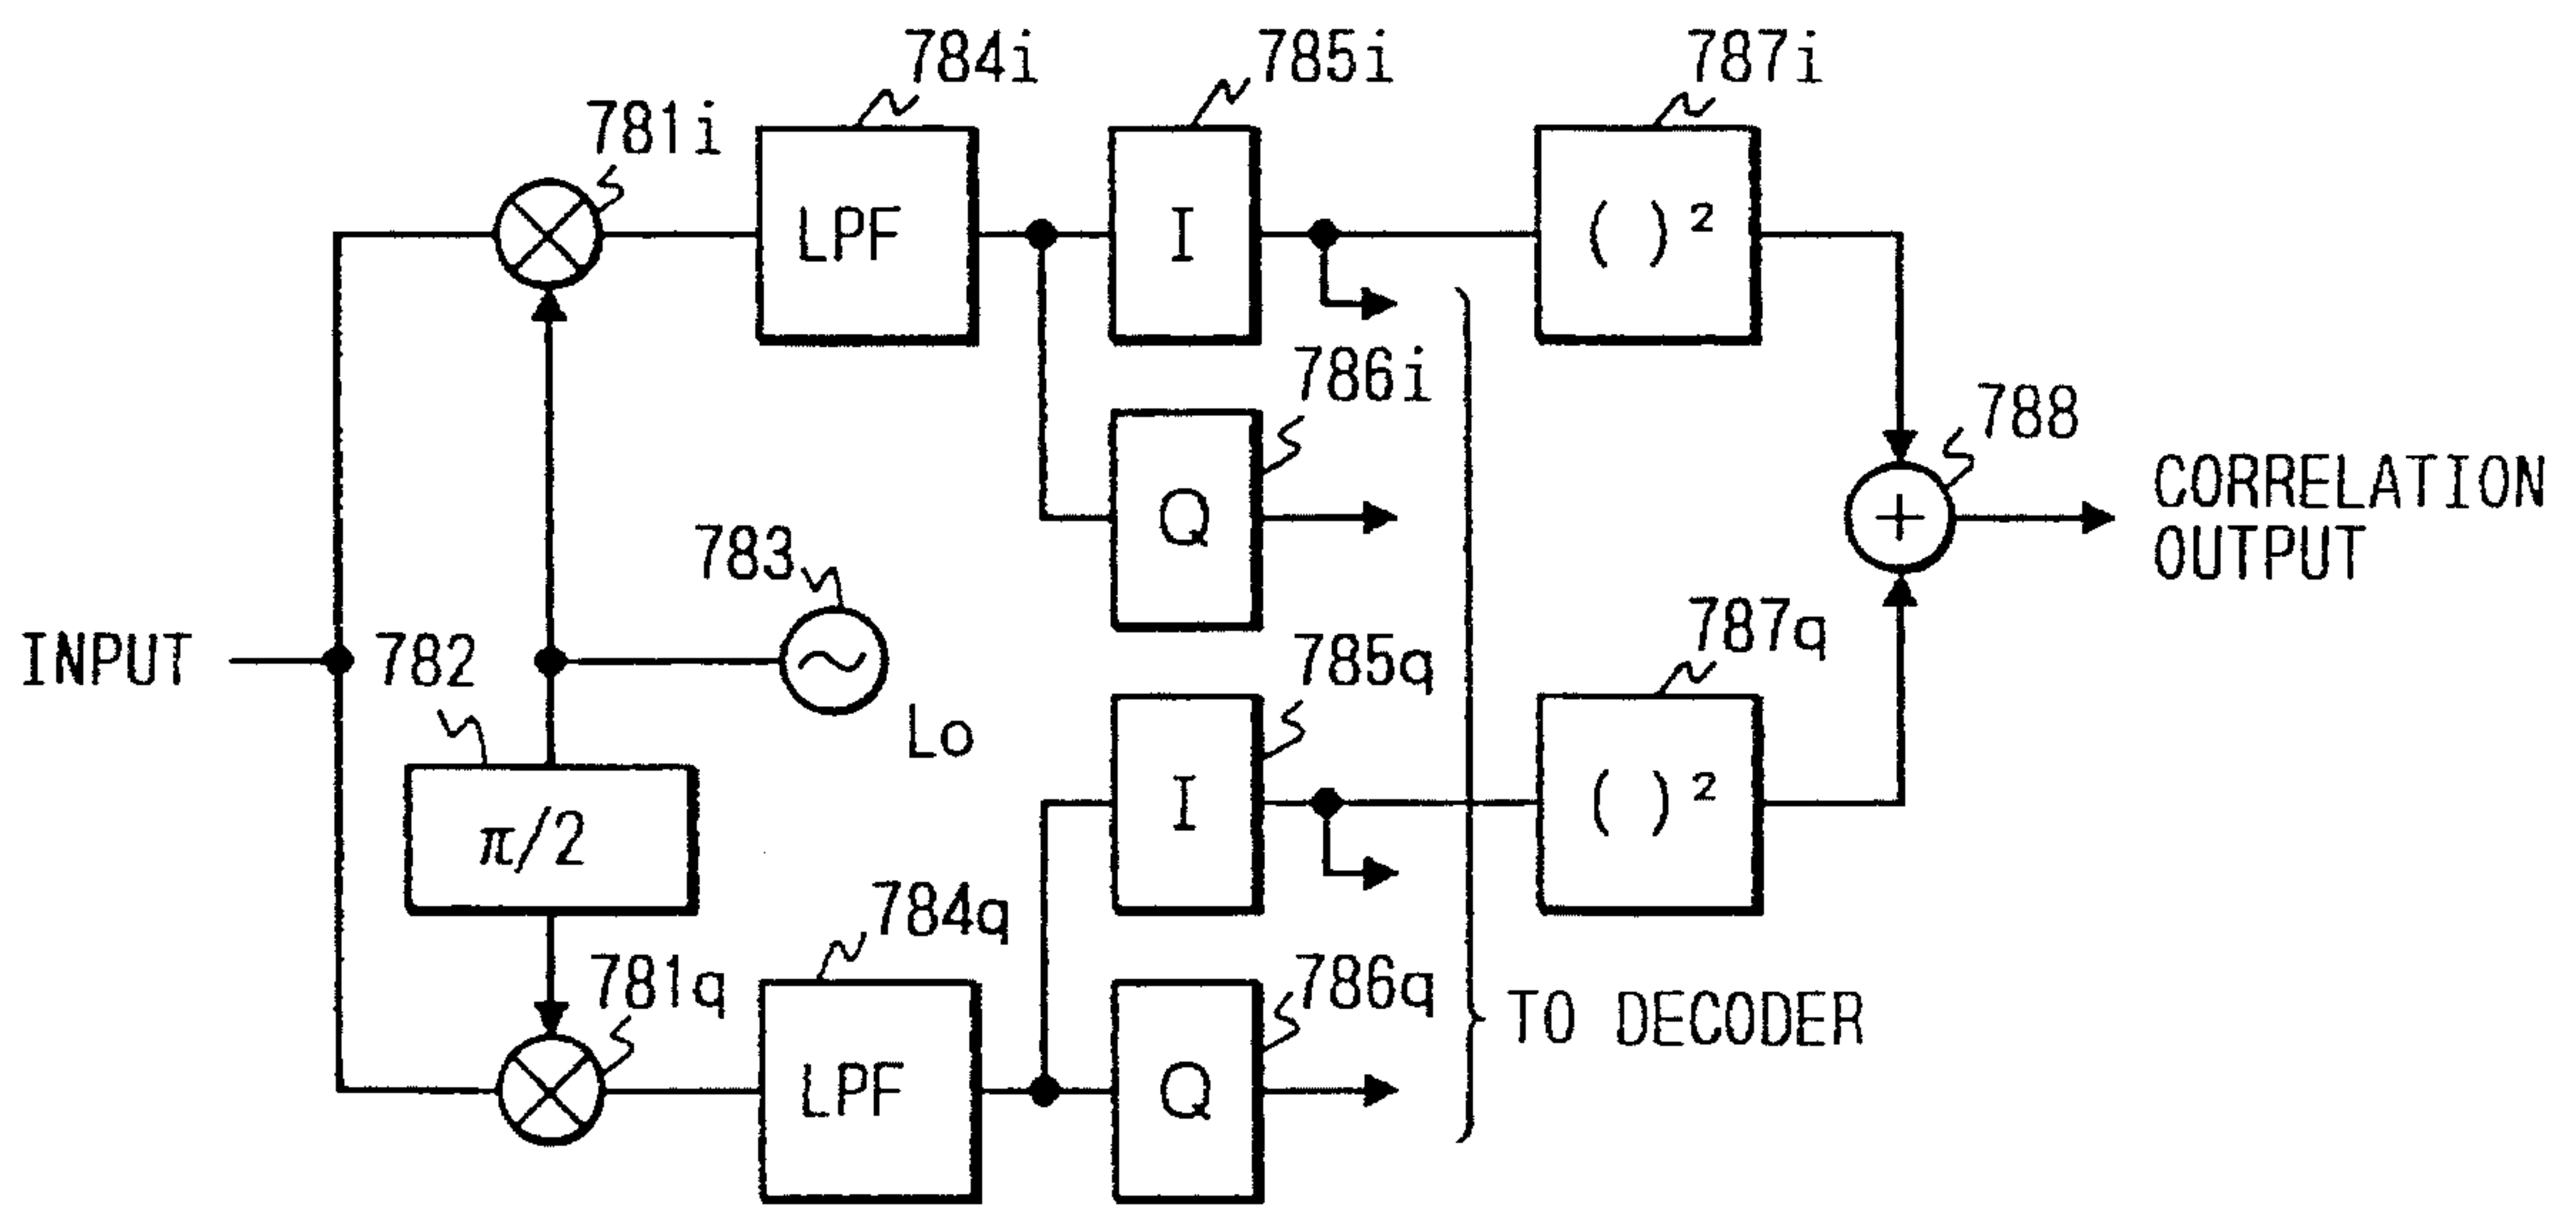 784i
785i
787i
781i
LPF
I
( )²
786i
788
Q
+
CORRELATION
OUTPUT
783
INPUT
782
Lo
785q
787q
π/2
I
( )²
784q
781q
786q
LPF
Q
TO DECODER